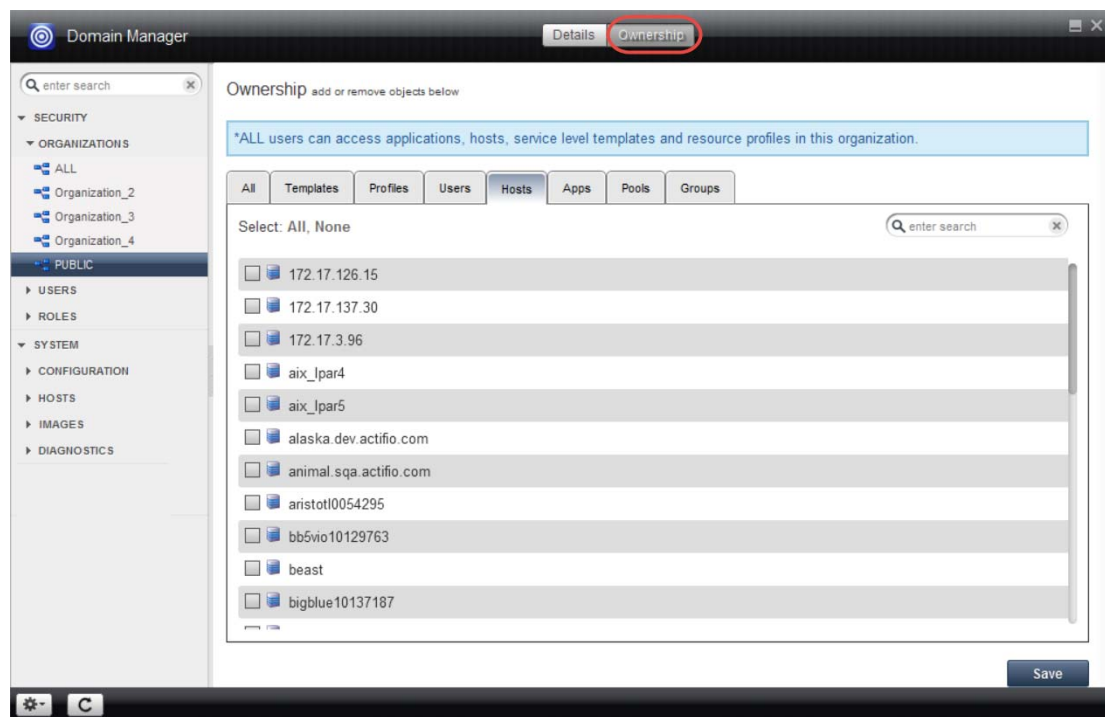 Domain Manager
Details
Ownership
enter search
SECURITY
ORGANIZATIONS
ALL
Organization_2
Organization_3
Organization_4
PUBLIC
USERS
ROLES
SYSTEM
CONFIGURATION
HOSTS
IMAGES
DIAGNOSTICS
Ownership add or remove objects below
*ALL users can access applications, hosts, service level templates and resource profiles in this organization.
All
Templates
Profiles
Users
Hosts
Apps
Pools
Groups
Select: All, None
enter search
172.17.126.15
172.17.137.30
172.17.3.96
aix_lpar4
aix_lpar5
alaska.dev.actifio.com
animal.sqa.actifio.com
aristotl0054295
bb5vio10129763
beast
bigblue10137187
Save